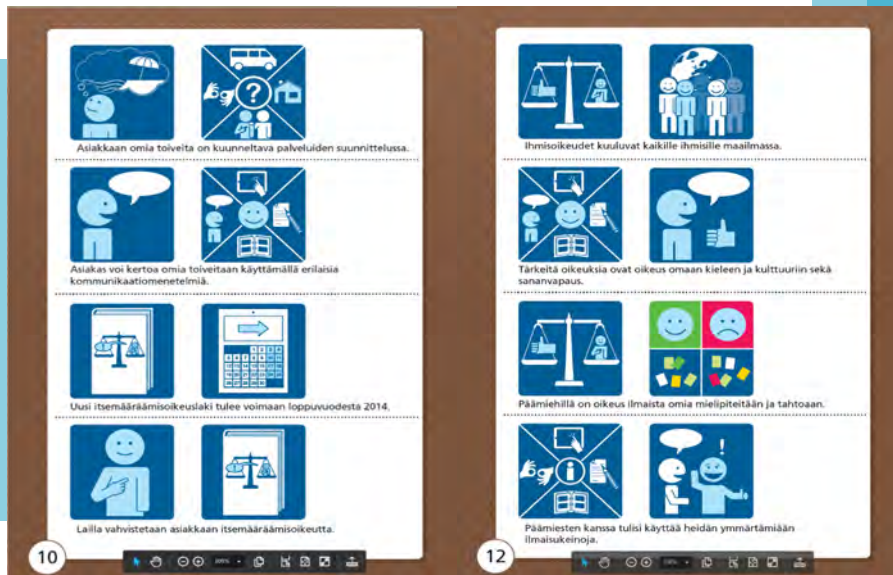 Asiakkaan omia toiveita on kuunneltava palveluiden suunnittelussa.
Asiakas voi kertoa omia toiveitaan käyttämällä erilaisia
kommunikaatiomenetelmiä.
Uusi itsemääräämisoikeuslaki tulee voimaan loppuvuodesta 2014.
Lailla vahvistetaan asiakkaan itsemääräämisoikeutta.
10
Ihmisoikeudet kuuluvat kaikille ihmisille maailmassa.
Tärkeitä oikeuksia ovat oikeus omaan kieleen ja kulttuuriin sekä
sananvapaus.
Päämiehillä on oikeus ilmaista omia mielipiteitään ja tahtoaan.
Päämiesten kanssa tulisi käyttää heidän ymmärtämiään
ilmaisukeinoja.
12